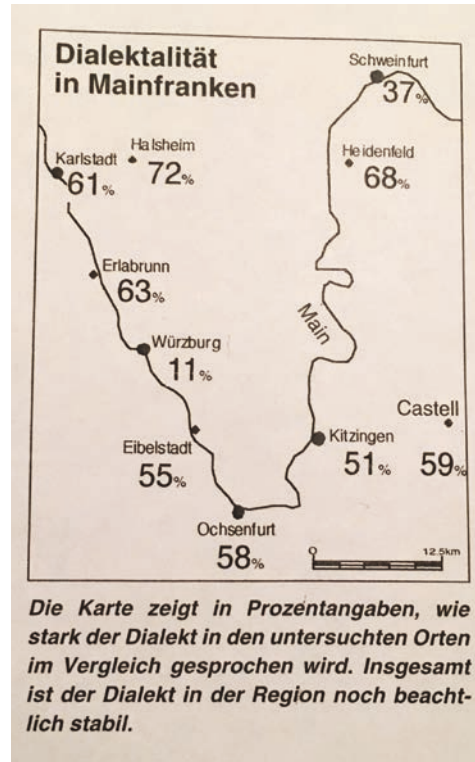 Dialektalität
in Mainfranken
Schweinfurt
37%
Halsheim
72%
Karlstadt
61%
Heidenfeld
68%
Erlabrunn
63%
Main
Würzburg
11%
Castell
59%
Eibelstadt
55%
Kitzingen
51%
Ochsenfurt
58%
0 12.5km
Die Karte zeigt in Prozentangaben, wie
stark der Dialekt in den untersuchten Orten
im Vergleich gesprochen wird. Insgesamt
ist der Dialekt in der Region noch beacht-
lich stabil.